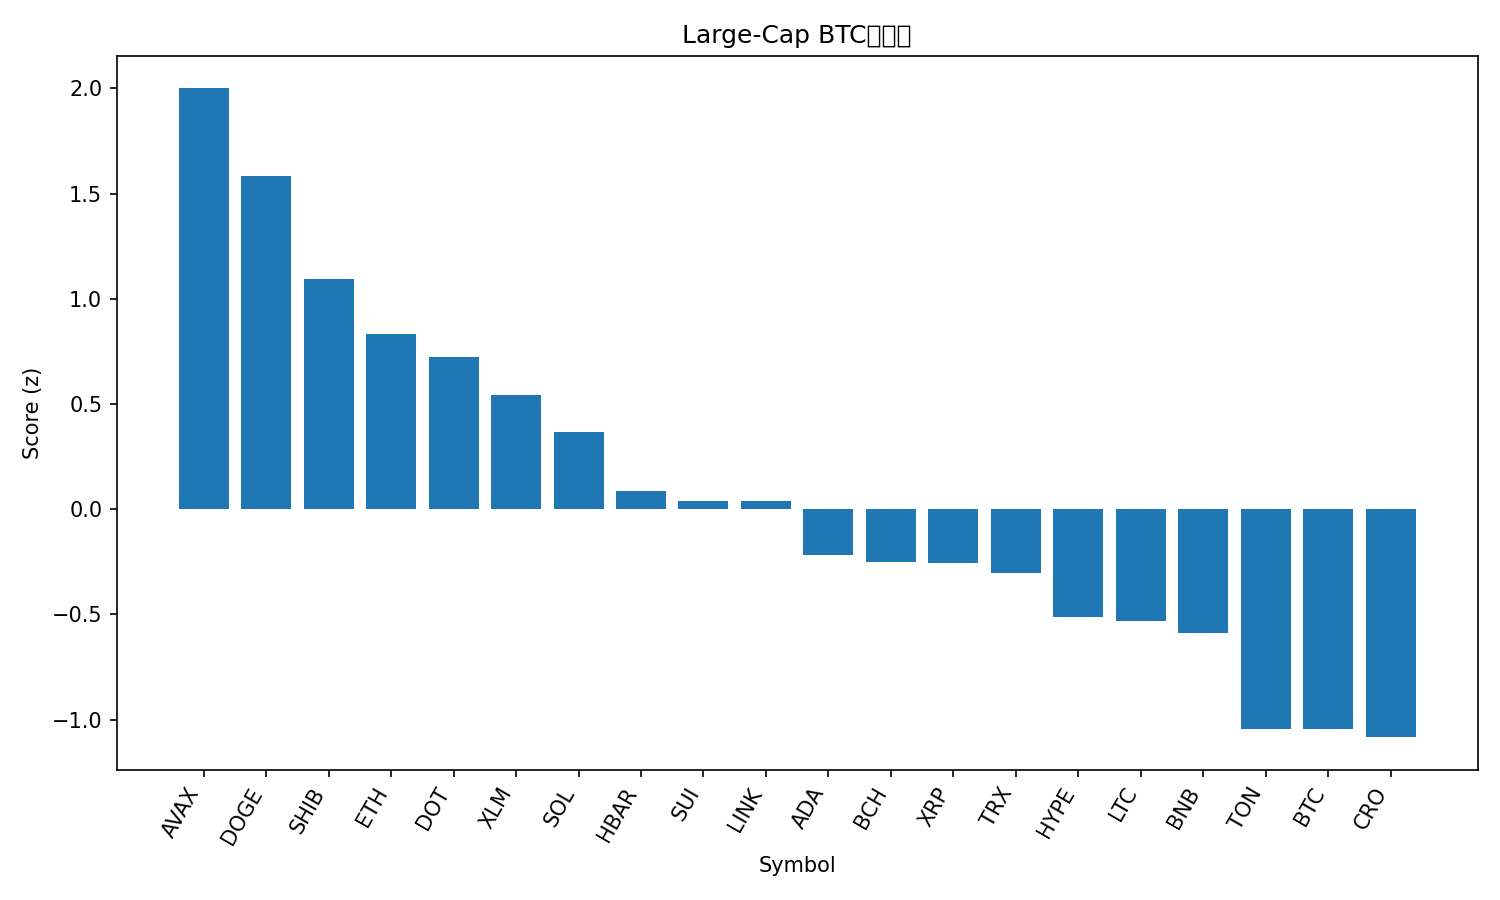 Large-Cap BTC
2.0
1.5
1.0
0.5
0.0
−0.5
−1.0
Score (z)
AVAX
DOGE
SHIB
ETH
DOT
XLM
SOL
HBAR
SUI
LINK
ADA
BCH
XRP
TRX
HYPE
LTC
BNB
TON
BTC
CRO
Symbol